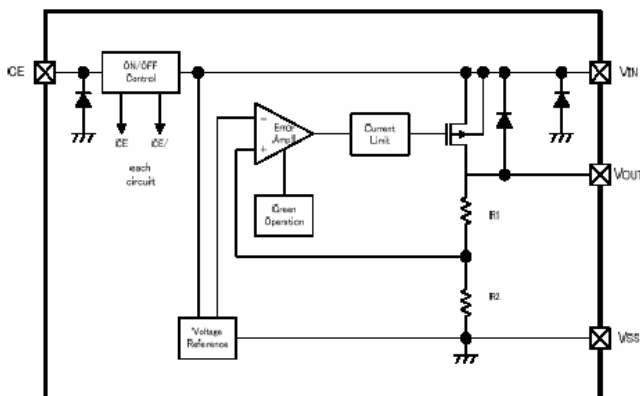 CE
ON/OFF
Control
CE
CE/
each
circuit
−
Error
Amp.
+
Current
Limit
Green
Operation
Voltage
Reference
R1
R2
VIN
VOUT
VSS